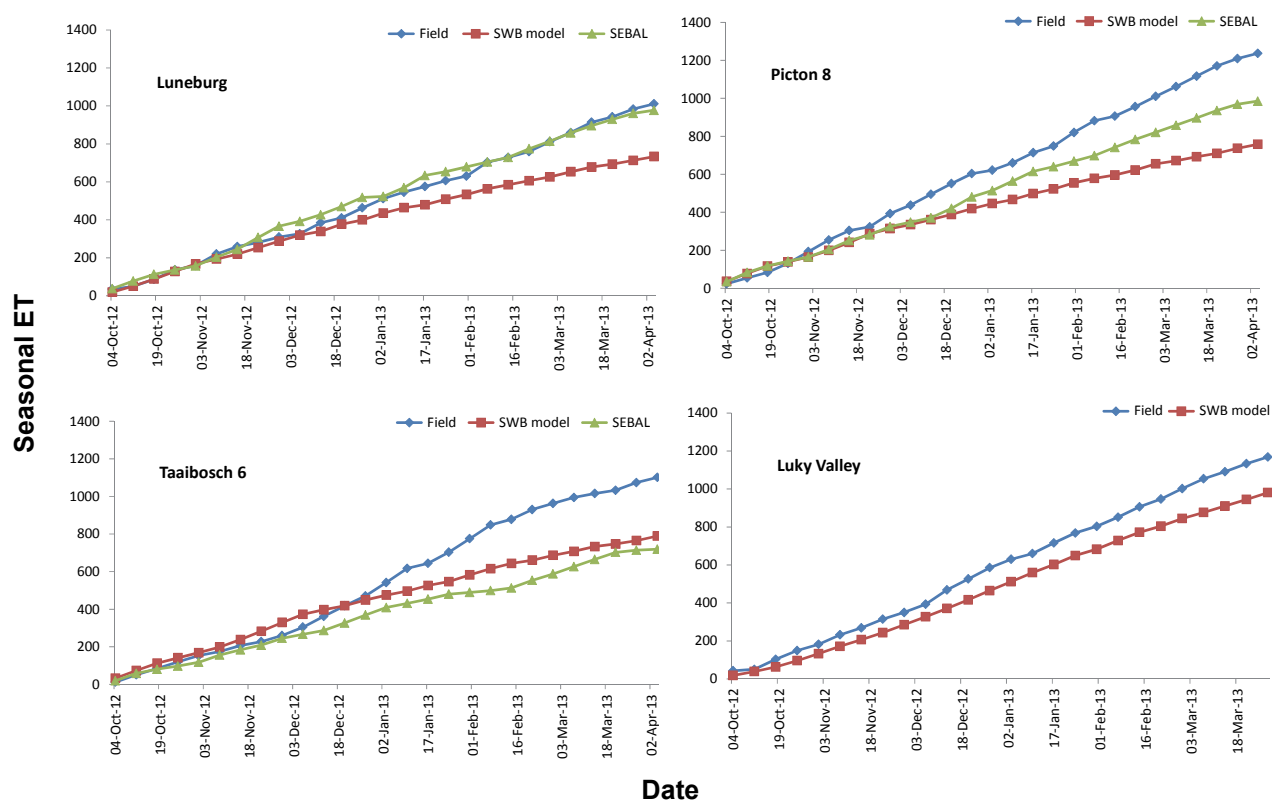 Seasonal ET
Field SWB model SEBAL
Luneburg
1400
1200
1000
800
600
400
200
0
04-Oct-12
19-Oct-12
03-Nov-12
18-Nov-12
03-Dec-12
18-Dec-12
02-Jan-13
17-Jan-13
01-Feb-13
16-Feb-13
03-Mar-13
18-Mar-13
02-Apr-13
Field SWB model SEBAL
Picton 8
1400
1200
1000
800
600
400
200
0
04-Oct-12
19-Oct-12
03-Nov-12
18-Nov-12
03-Dec-12
18-Dec-12
02-Jan-13
17-Jan-13
01-Feb-13
16-Feb-13
03-Mar-13
18-Mar-13
02-Apr-13
Field SWB model SEBAL
Taaibosch 6
1400
1200
1000
800
600
400
200
0
04-Oct-12
19-Oct-12
03-Nov-12
18-Nov-12
03-Dec-12
18-Dec-12
02-Jan-13
17-Jan-13
01-Feb-13
16-Feb-13
03-Mar-13
18-Mar-13
02-Apr-13
Field SWB model
Luky Valley
1400
1200
1000
800
600
400
200
0
04-Oct-12
19-Oct-12
03-Nov-12
18-Nov-12
03-Dec-12
18-Dec-12
02-Jan-13
17-Jan-13
01-Feb-13
16-Feb-13
03-Mar-13
18-Mar-13
Date